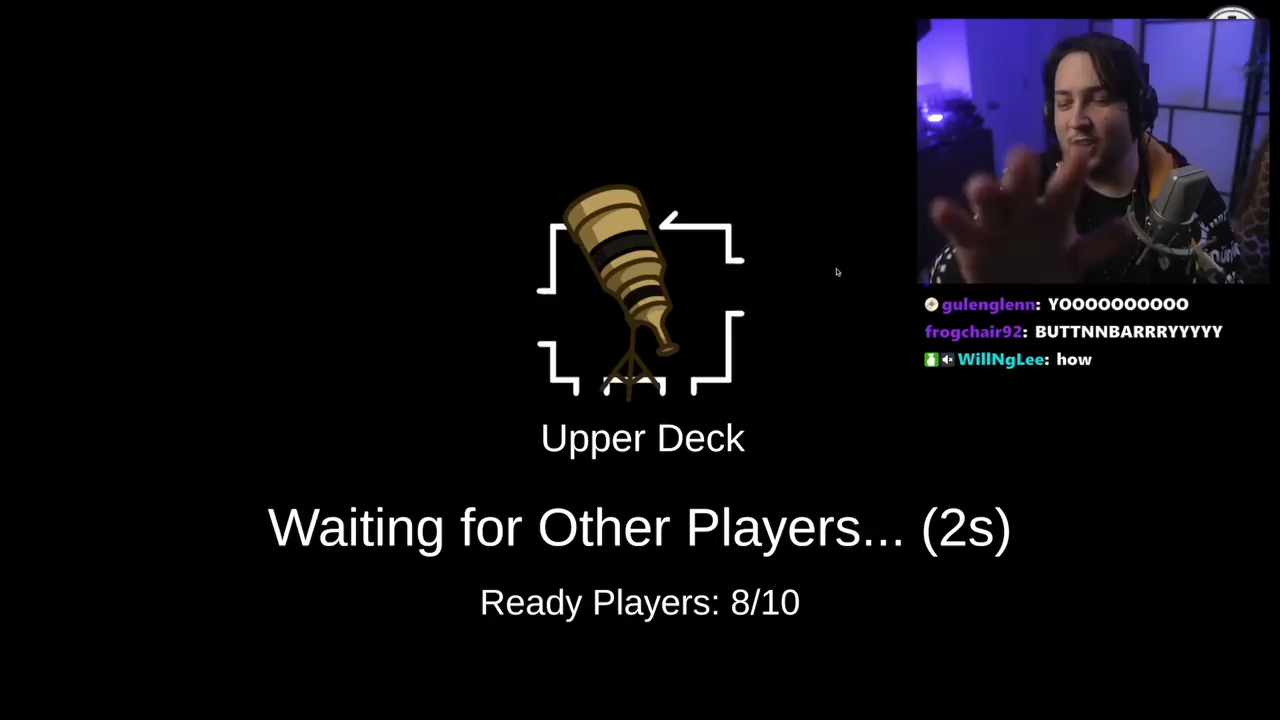 gulenglenn: YOOOOOOOOOO
frogchair92: BUTTNNBARRRYYYYY
WillNgLee: how
Upper Deck
Waiting for Other Players... (2s)
Ready Players: 8/10